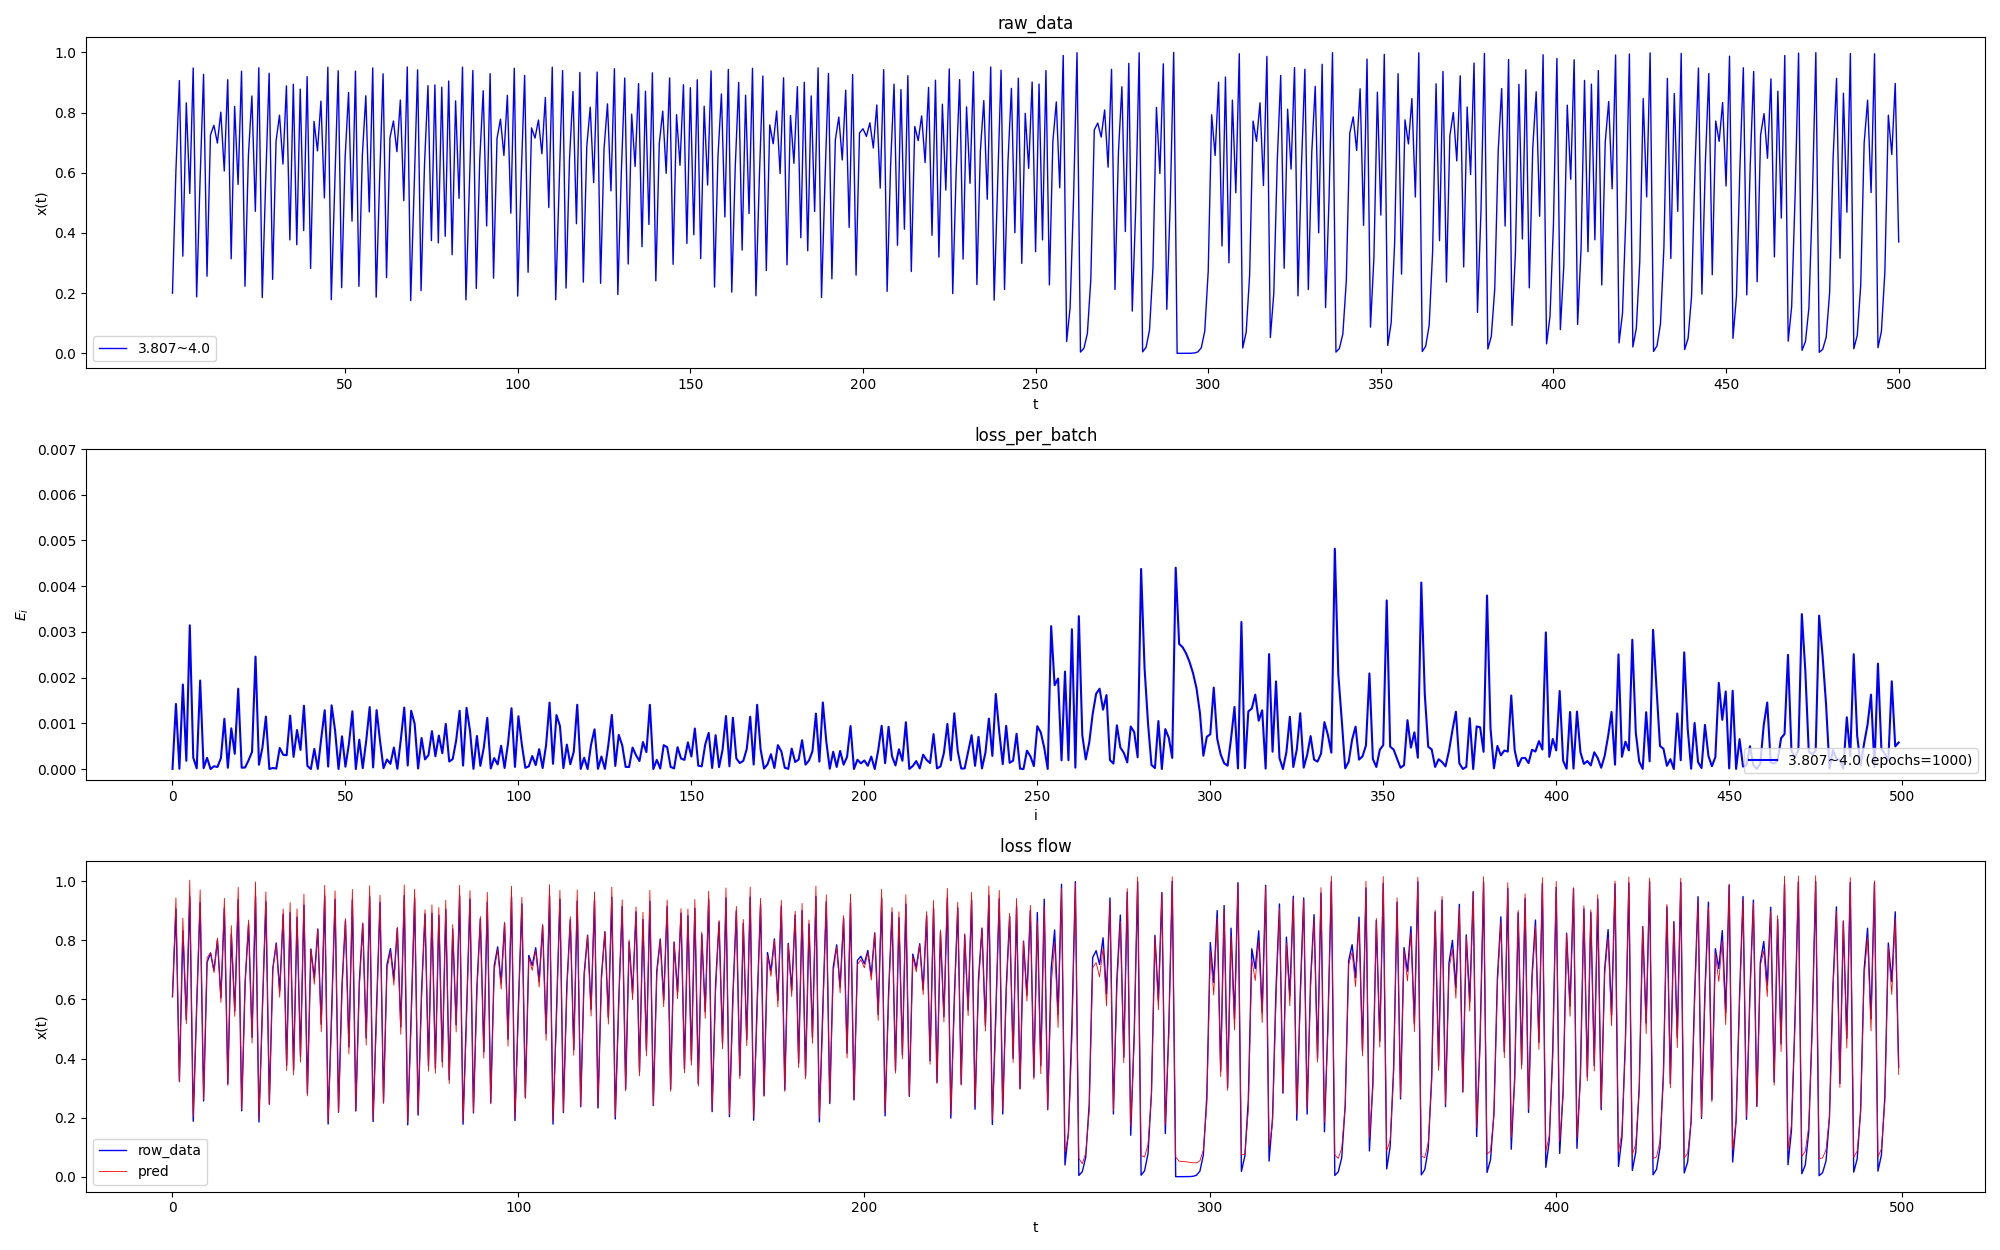 raw_data
1.0
0.8
0.6
0.4
0.2
0.0
x(t)
3.807~4.0
50 100 150 200 250 300 350 400 450 500
t
loss_per_batch
0.007
0.006
0.005
0.004
0.003
0.002
0.001
0.000
E_i
3.807~4.0 (epochs=1000)
0 50 100 150 200 250 300 350 400 450 500
i
loss flow
1.0
0.8
0.6
0.4
0.2
0.0
x(t)
row_data
pred
0 100 200 300 400 500
t